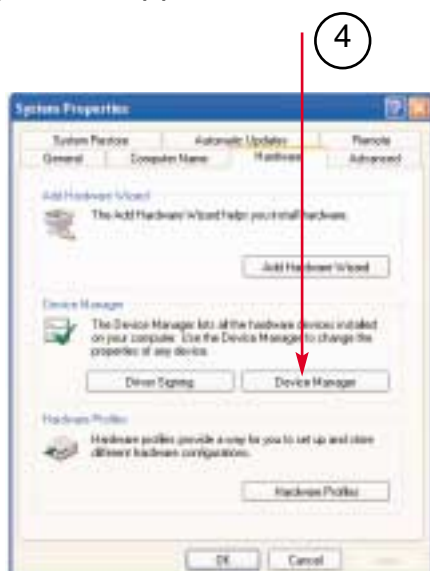 4
System Properties
System Restore Automatic Updates Remote
General Computer Name Hardware Advanced
Add Hardware Wizard
The Add Hardware Wizard helps you install hardware.
Add Hardware Wizard
Device Manager
The Device Manager lists all the hardware devices installed
on your computer. Use the Device Manager to change the
properties of any device.
Driver Signing Device Manager
Hardware Profiles
Hardware profiles provide a way for you to set up and store
different hardware configurations.
Hardware Profiles
OK Cancel